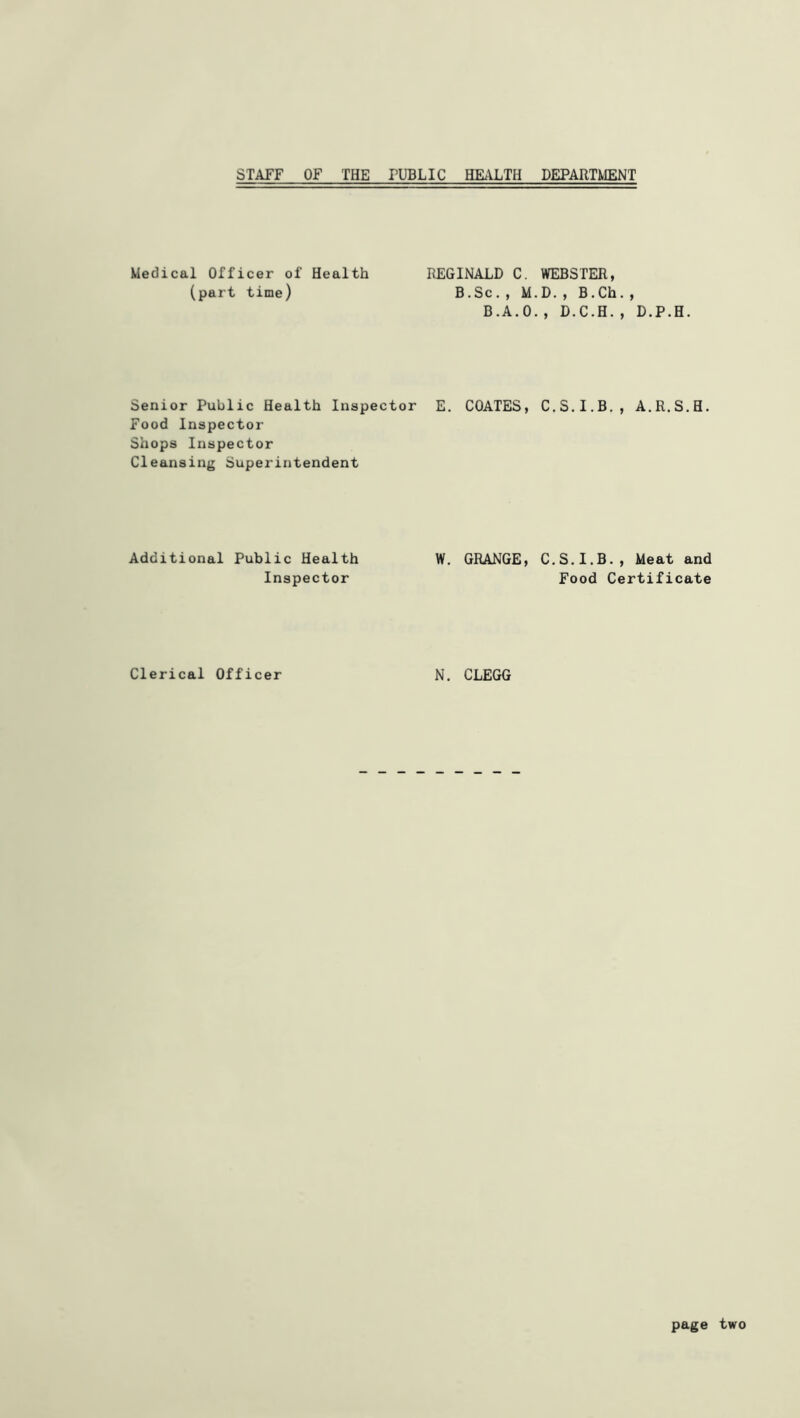 STAFF OF THE PUBLIC HEALTH DEPARTMENT
Medical Officer of Health REGINALD C. WEBSTER,
(part time) B.Sc., M.D., B.Ch.,
B.A.O., D.C.H., D.P.H.
Senior Public Health Inspector E. COATES, C.S.I.B., A.R.S.H.
Food Inspector
Shops Inspector
Cleansing Superintendent
Additional Public Health W. GRANGE, C.S.I.B., Meat and
Inspector Food Certificate
Clerical Officer N. CLEGG
page two